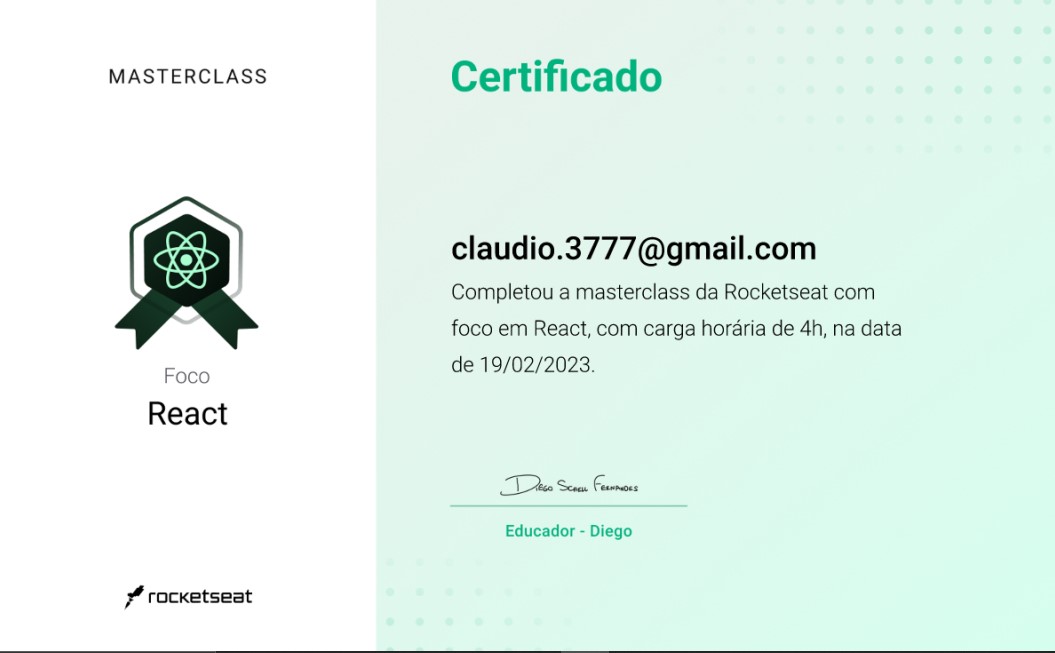 MASTERCLASS
Foco
React
rocketseat
Certificado
claudio.3777@gmail.com
Completou a masterclass da Rocketseat com
foco em React, com carga horária de 4h, na data
de 19/02/2023.
Diego Schell Fernandes
Educador - Diego